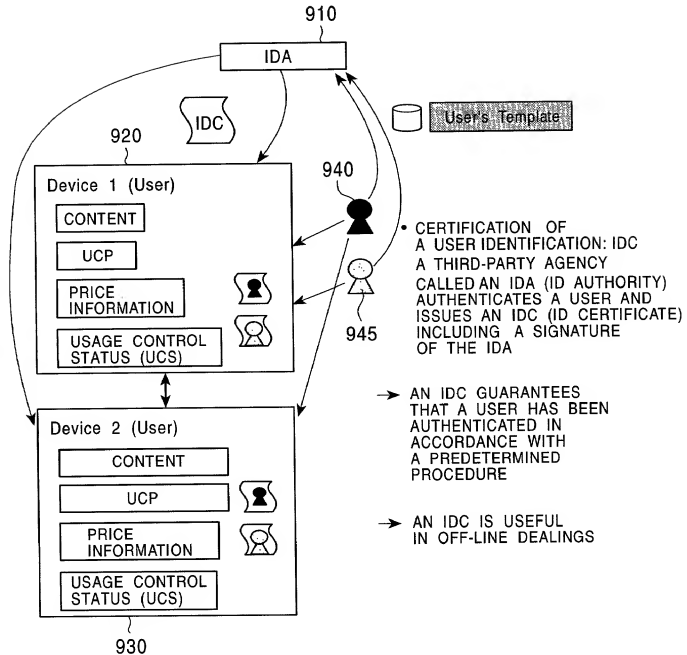 910
IDA
IDC
User's Template
920
940
Device 1 (User)
CONTENT
UCP
PRICE
INFORMATION
USAGE CONTROL
STATUS (UCS)
945
• CERTIFICATION OF
A USER IDENTIFICATION: IDC
A THIRD-PARTY AGENCY
CALLED AN IDA (ID AUTHORITY)
AUTHENTICATES A USER AND
ISSUES AN IDC (ID CERTIFICATE)
INCLUDING A SIGNATURE
OF THE IDA
→ AN IDC GUARANTEES
THAT A USER HAS BEEN
AUTHENTICATED IN
ACCORDANCE WITH
A PREDETERMINED
PROCEDURE
→ AN IDC IS USEFUL
IN OFF-LINE DEALINGS
Device 2 (User)
CONTENT
UCP
PRICE
INFORMATION
USAGE CONTROL
STATUS (UCS)
930